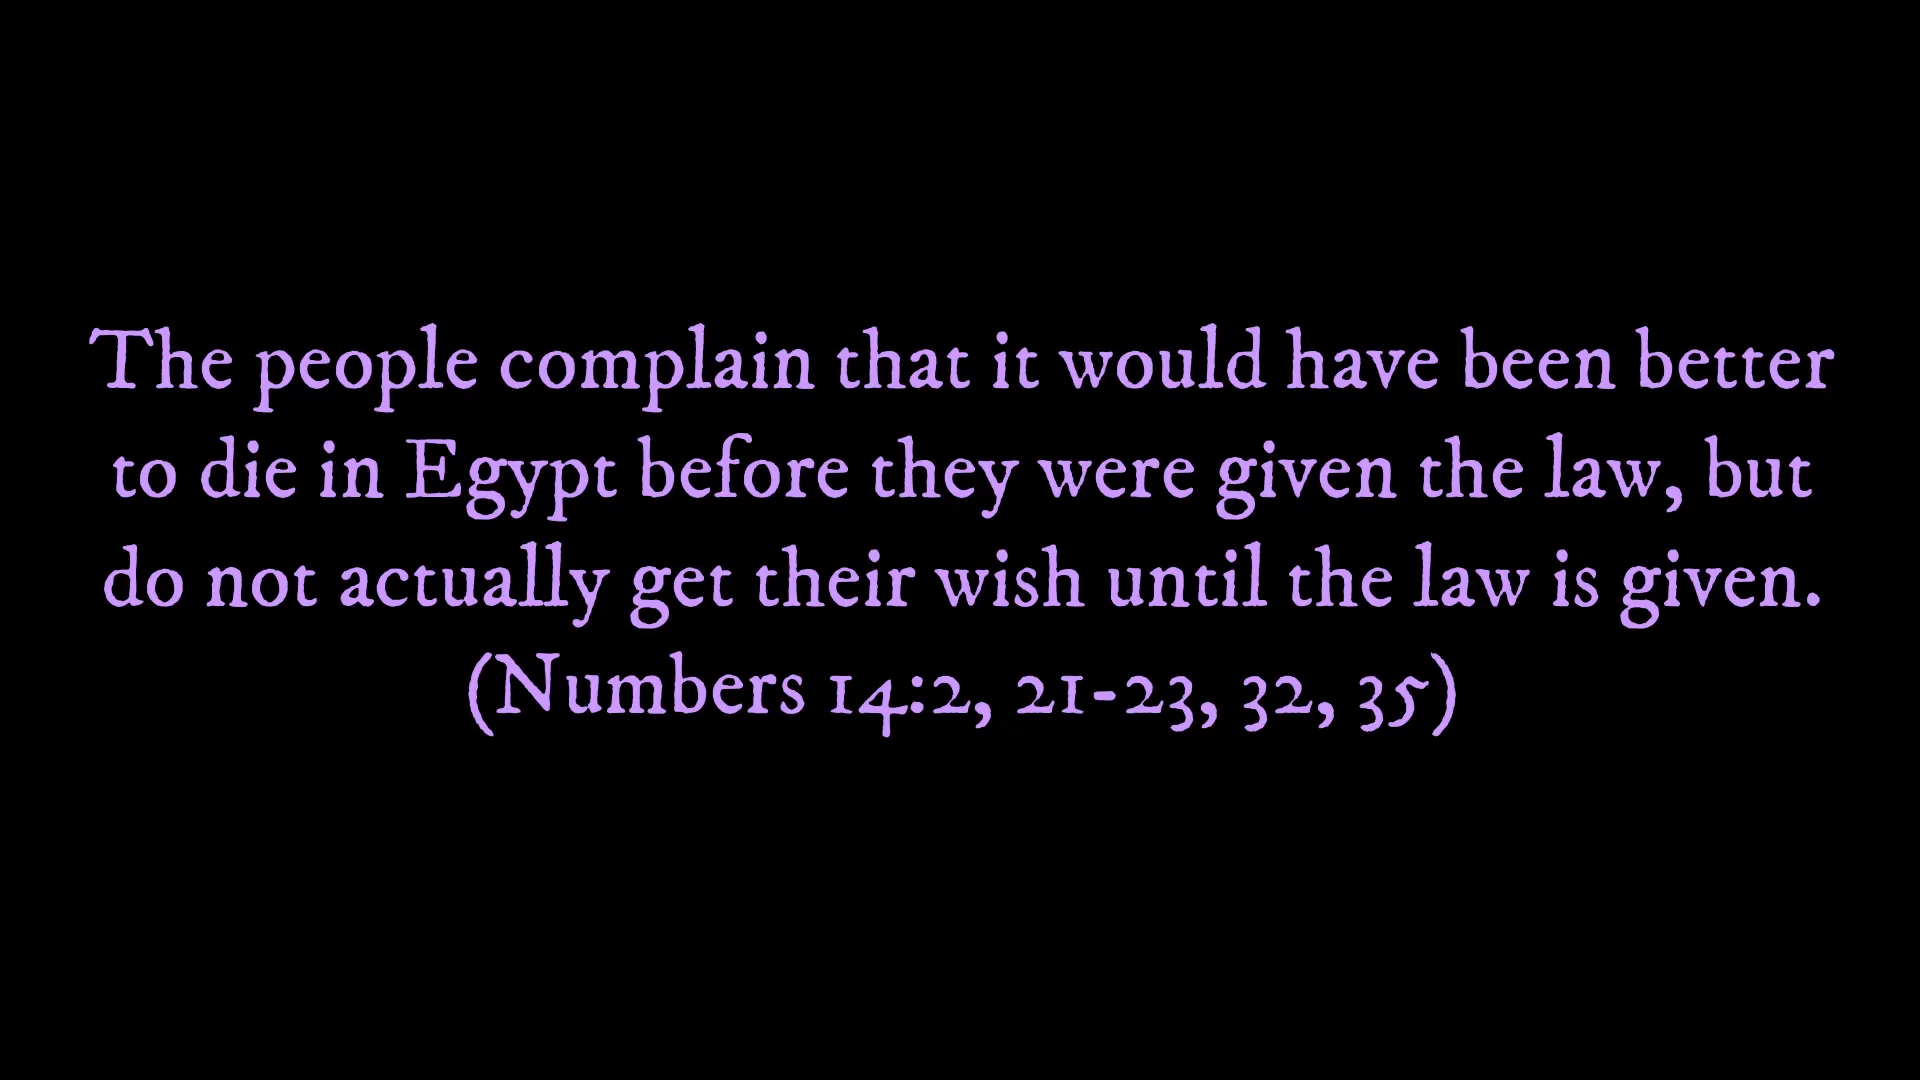 The people complain that it would have been better
to die in Egypt before they were given the law, but
do not actually get their wish until the law is given.
(Numbers 14:2, 21-23, 32, 35)